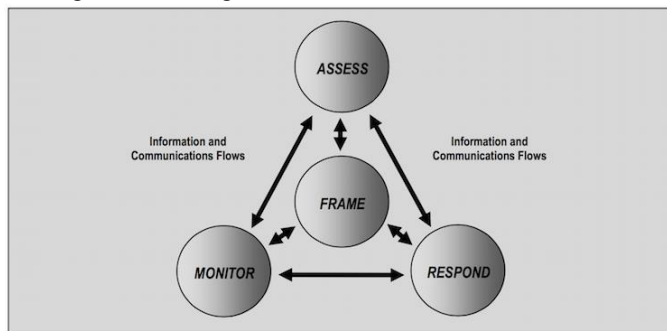 ASSESS
Information and
Communications Flows
Information and
Communications Flows
FRAME
MONITOR
RESPOND